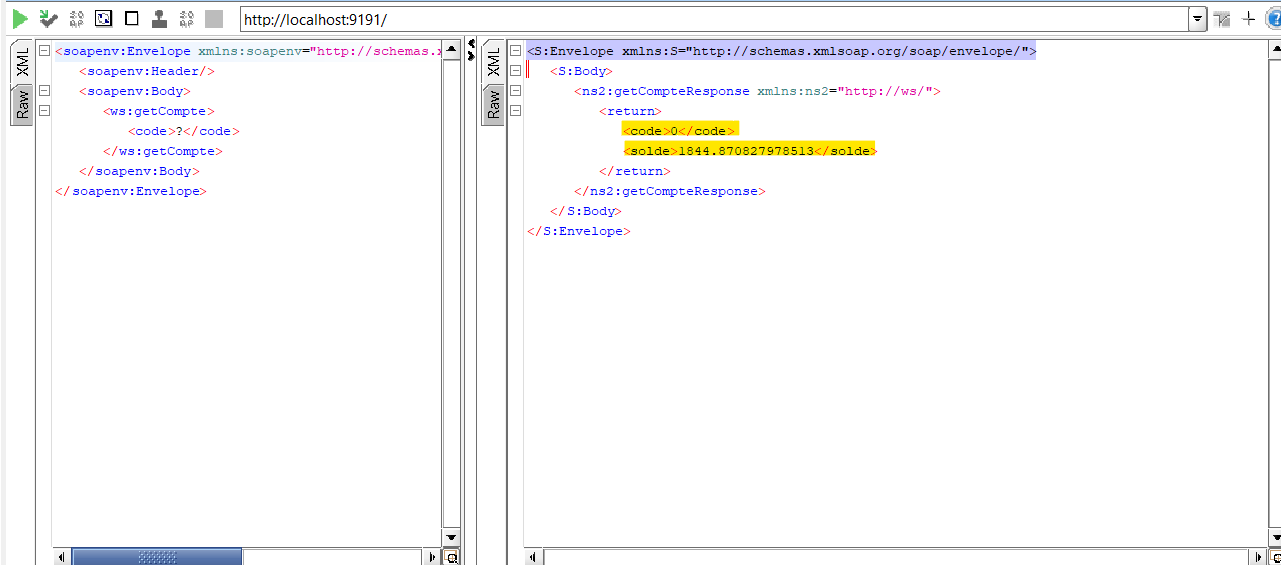 http://localhost:9191/
XML
Raw
<soapenv:Envelope xmlns:soapenv="http://schemas.x
<soapenv:Header/>
<soapenv:Body>
<ws:getCompte>
<code>?</code>
</ws:getCompte>
</soapenv:Body>
</soapenv:Envelope>
XML
Raw
<S:Envelope xmlns:S="http://schemas.xmlsoap.org/soap/envelope/">
<S:Body>
<ns2:getCompteResponse xmlns:ns2="http://ws/">
<return>
<code>0</code>
<solde>1844.870827978513</solde>
</return>
</ns2:getCompteResponse>
</S:Body>
</S:Envelope>